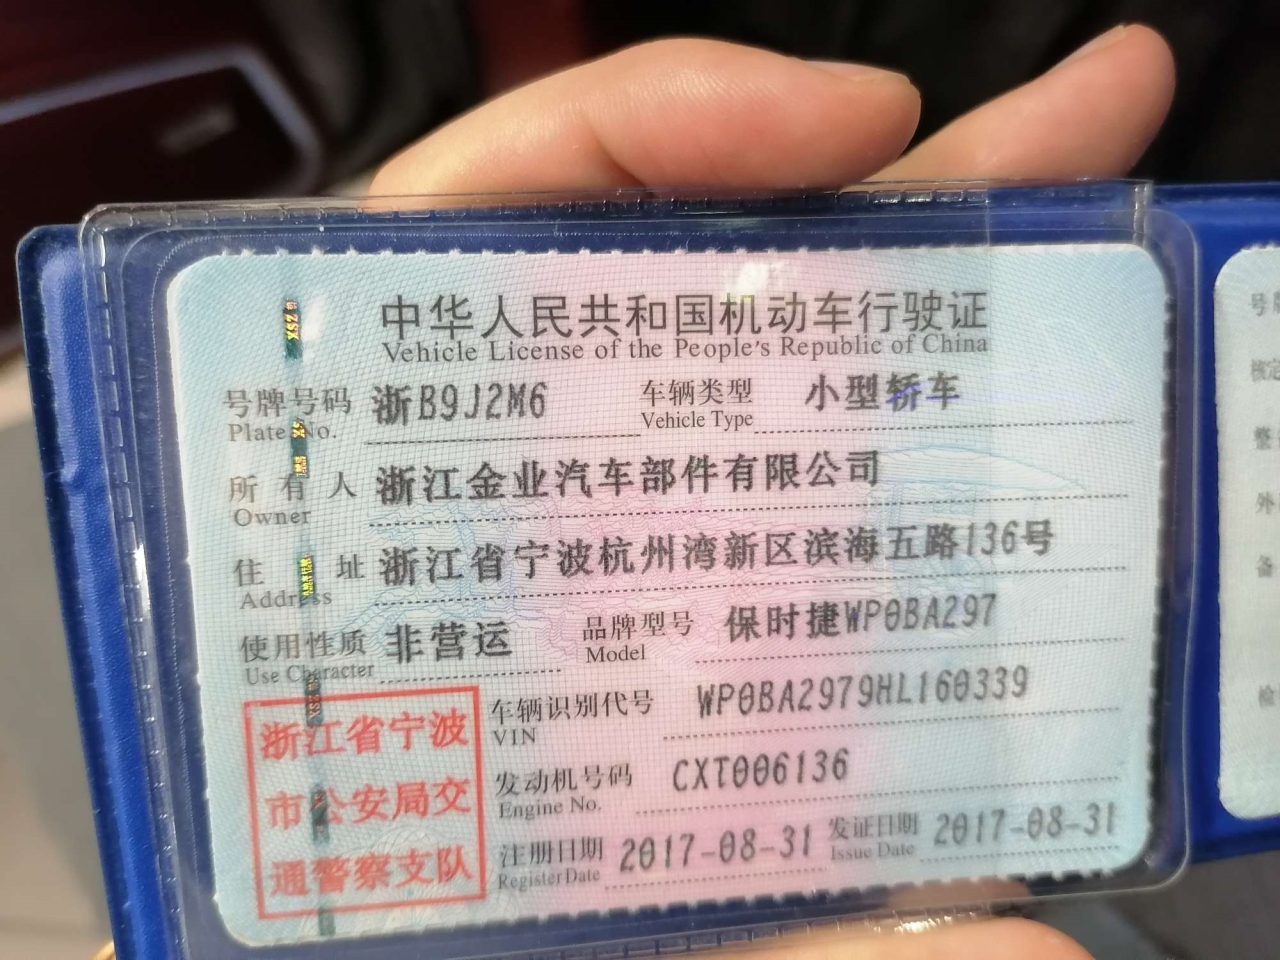 中华人民共和国机动车行驶证
Vehicle License of the People's Republic of China
号牌号码 浙B9J2M6 车辆类型 小型轿车
Plate No. Vehicle Type
所有人 浙江金业汽车部件有限公司
Owner
住址 浙江省宁波杭州湾新区滨海五路136号
Address
使用性质 非营运 品牌型号 保时捷WP0BA297
Use Character Model
浙江省宁波
市公安局交
通警察支队
车辆识别代号 WP0BA2979HL160339
VIN
发动机号码 CXT006136
Engine No.
注册日期 2017-08-31 发证日期 2017-08-31
Register Date Issue Date
号
核定
整
外
备
检